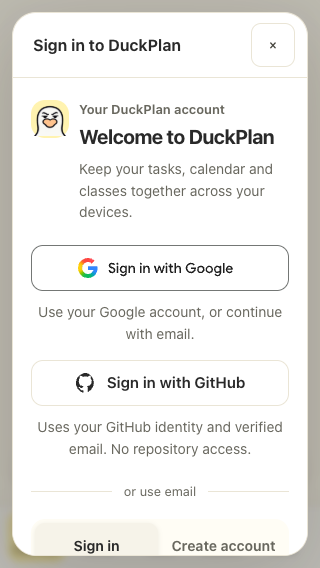 Sign in to DuckPlan
×
Your DuckPlan account
Welcome to DuckPlan
Keep your tasks, calendar and
classes together across your
devices.
Sign in with Google
Use your Google account, or continue
with email.
Sign in with GitHub
Uses your GitHub identity and verified
email. No repository access.
or use email
Sign in
Create account